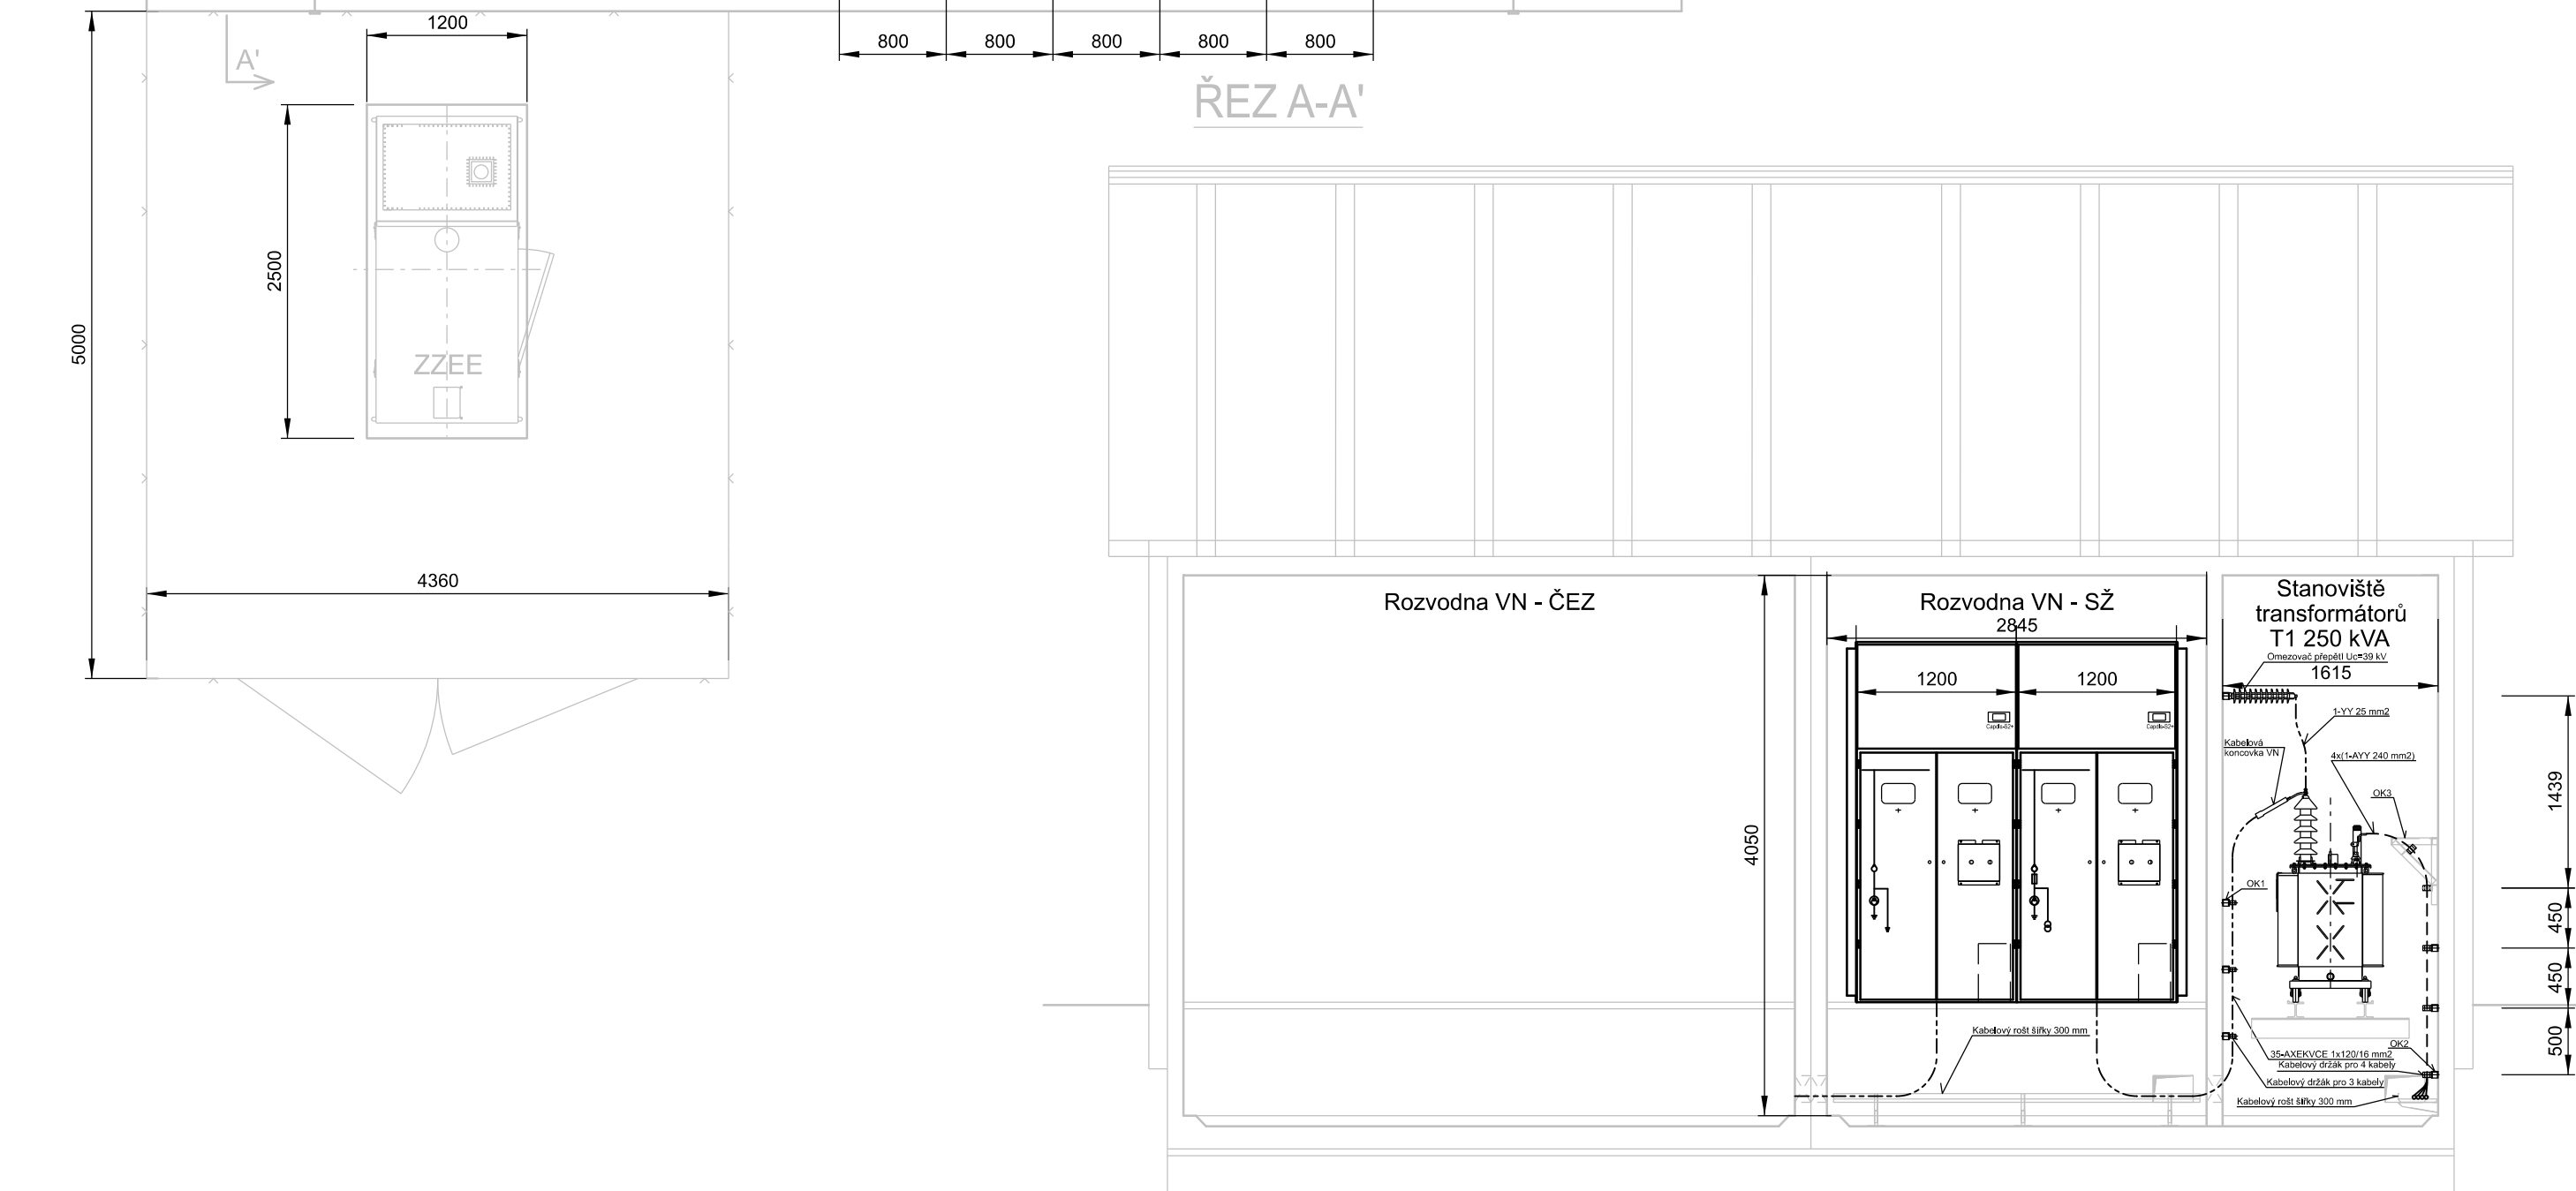 1200
800
800
800
800
800
A'
ŘEZ A-A'
2500
5000
ZZEE
4360
Rozvodna VN - ČEZ
4050
Rozvodna VN - SŽ
2845
1200
1200
Capdis-S2+
Capdis-S2+
Stanoviště
transformátorů
T1 250 kVA
Omezovač přepětí Uc=39 kV
1615
1-YY 25 mm2
Kabelová
koncovka VN
4x(1-AYY 240 mm2)
OK3
OK1
1439
450
450
500
Kabelový rošt šířky 300 mm
35-AXEKVCE 1x120/16 mm2
OK2
Kabelový držák pro 4 kabely
Kabelový držák pro 3 kabely
Kabelový rošt šířky 300 mm